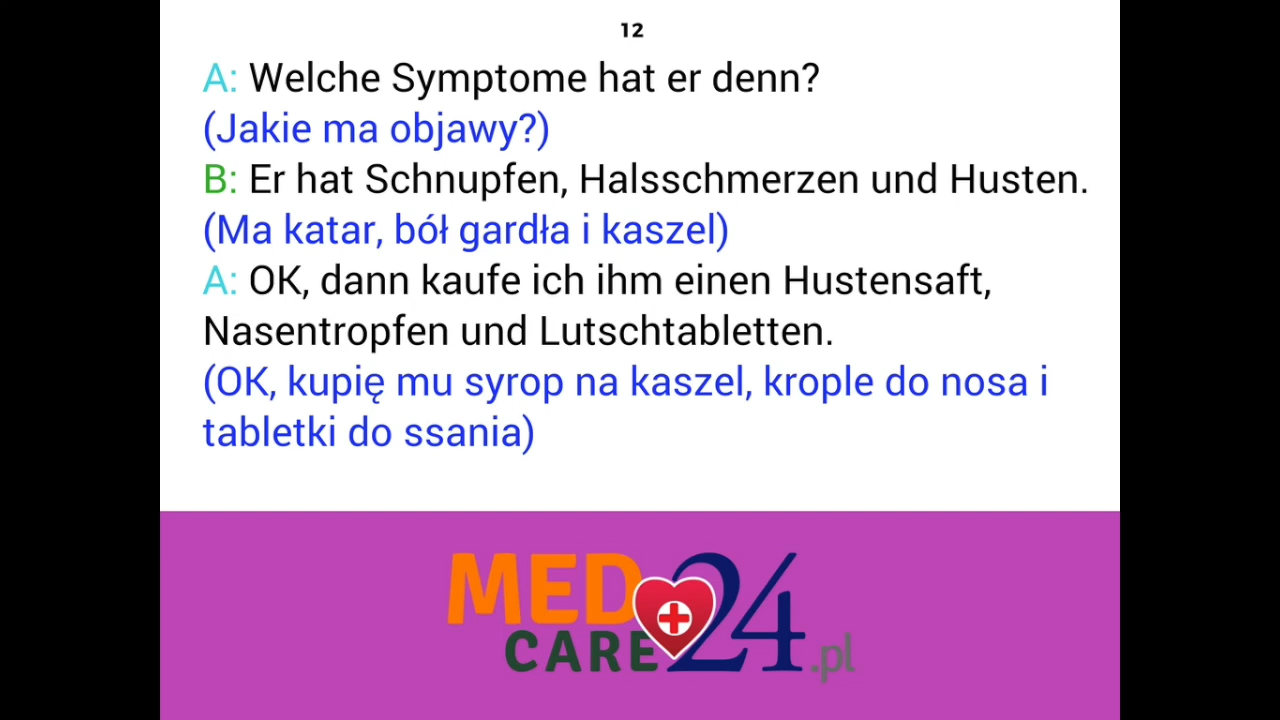 12
A: Welche Symptome hat er denn?
(Jakie ma objawy?)
B: Er hat Schnupfen, Halsschmerzen und Husten.
(Ma katar, ból gardła i kaszel)
A: OK, dann kaufe ich ihm einen Hustensaft,
Nasentropfen und Lutschtabletten.
(OK, kupię mu syrop na kaszel, krople do nosa i
tabletki do ssania)
MED
CARE 24.pl